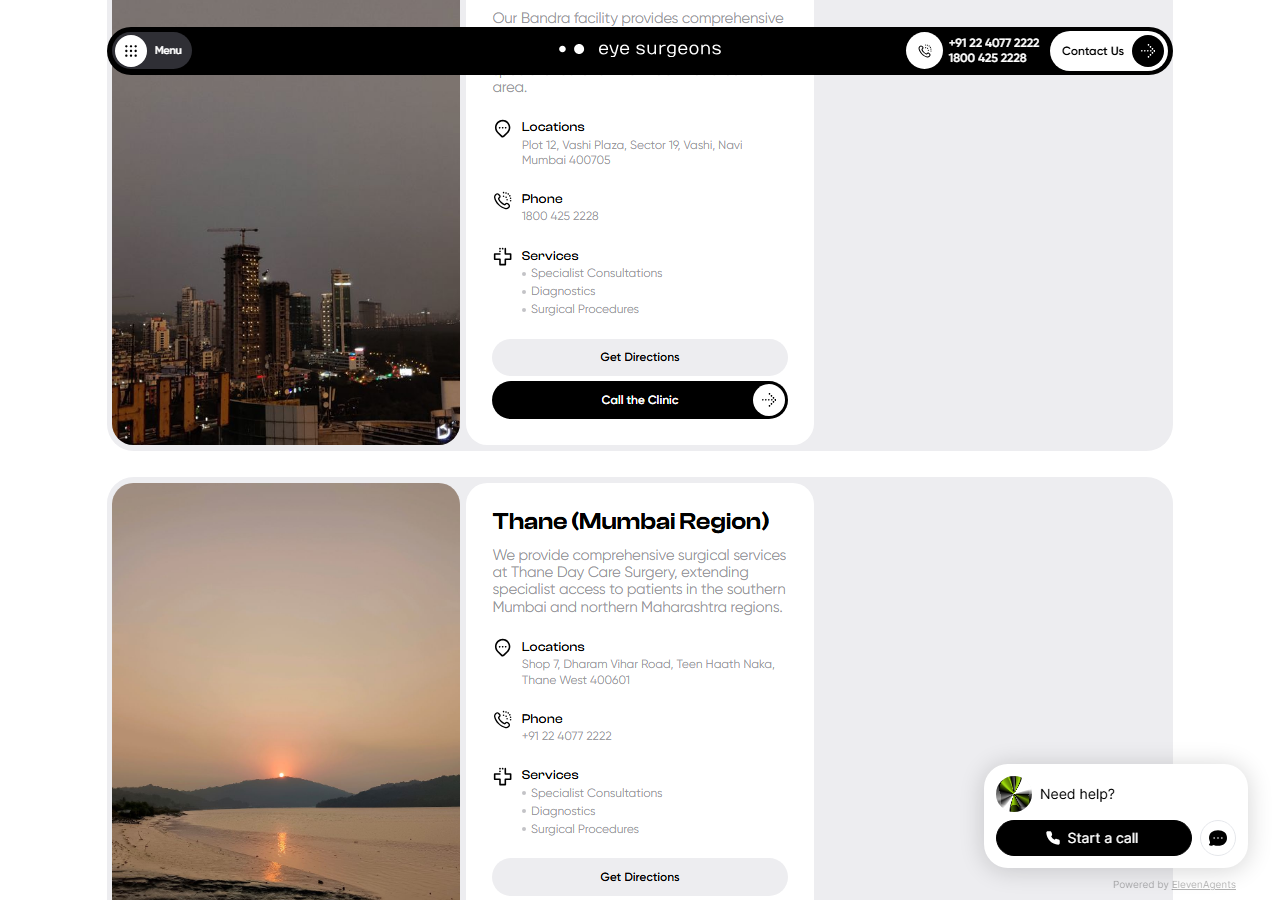 Our Bandra facility provides comprehensive
Menu
eye surgeons
+91 22 4077 2222
1800 425 2228
Contact Us
area.
Locations
Plot 12, Vashi Plaza, Sector 19, Vashi, Navi
Mumbai 400705
Phone
1800 425 2228
Services
Specialist Consultations
Diagnostics
Surgical Procedures
Get Directions
Call the Clinic
Thane (Mumbai Region)
We provide comprehensive surgical services
at Thane Day Care Surgery, extending
specialist access to patients in the southern
Mumbai and northern Maharashtra regions.
Locations
Shop 7, Dharam Vihar Road, Teen Haath Naka,
Thane West 400601
Phone
+91 22 4077 2222
Services
Specialist Consultations
Diagnostics
Surgical Procedures
Get Directions
Need help?
Start a call
Powered by ElevenAgents